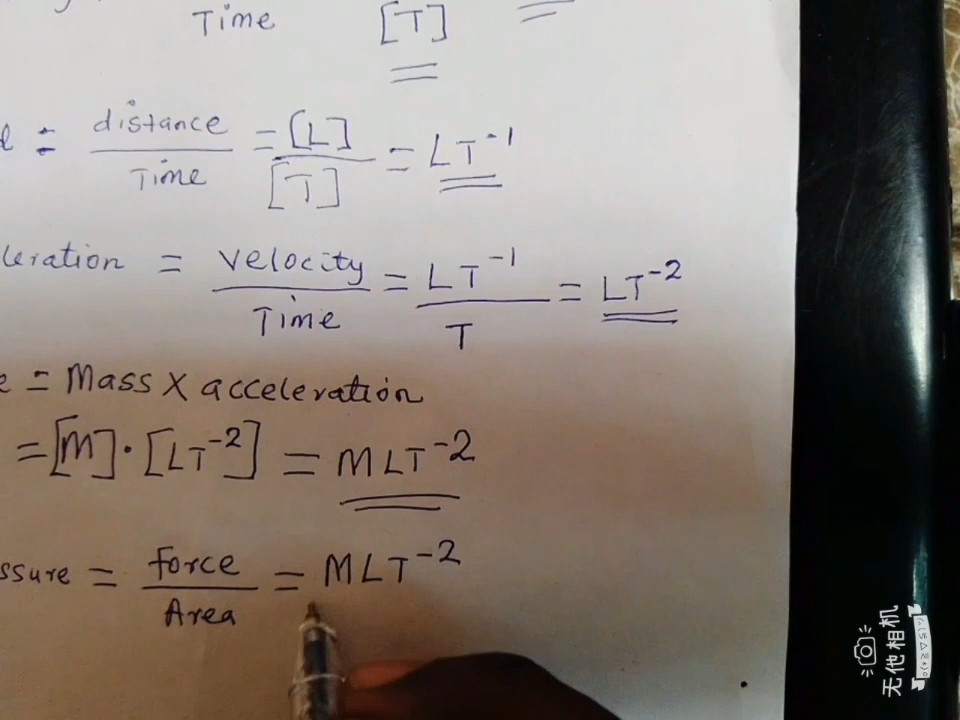 Time [T]
= distance/Time = [L]/[T] = LT⁻¹
leration = velocity/Time = LT⁻¹/T = LT⁻²
e = Mass X acceleration
= [M]·[LT⁻²] = MLT⁻²
ssure = force/Area = MLT⁻²
无他相机